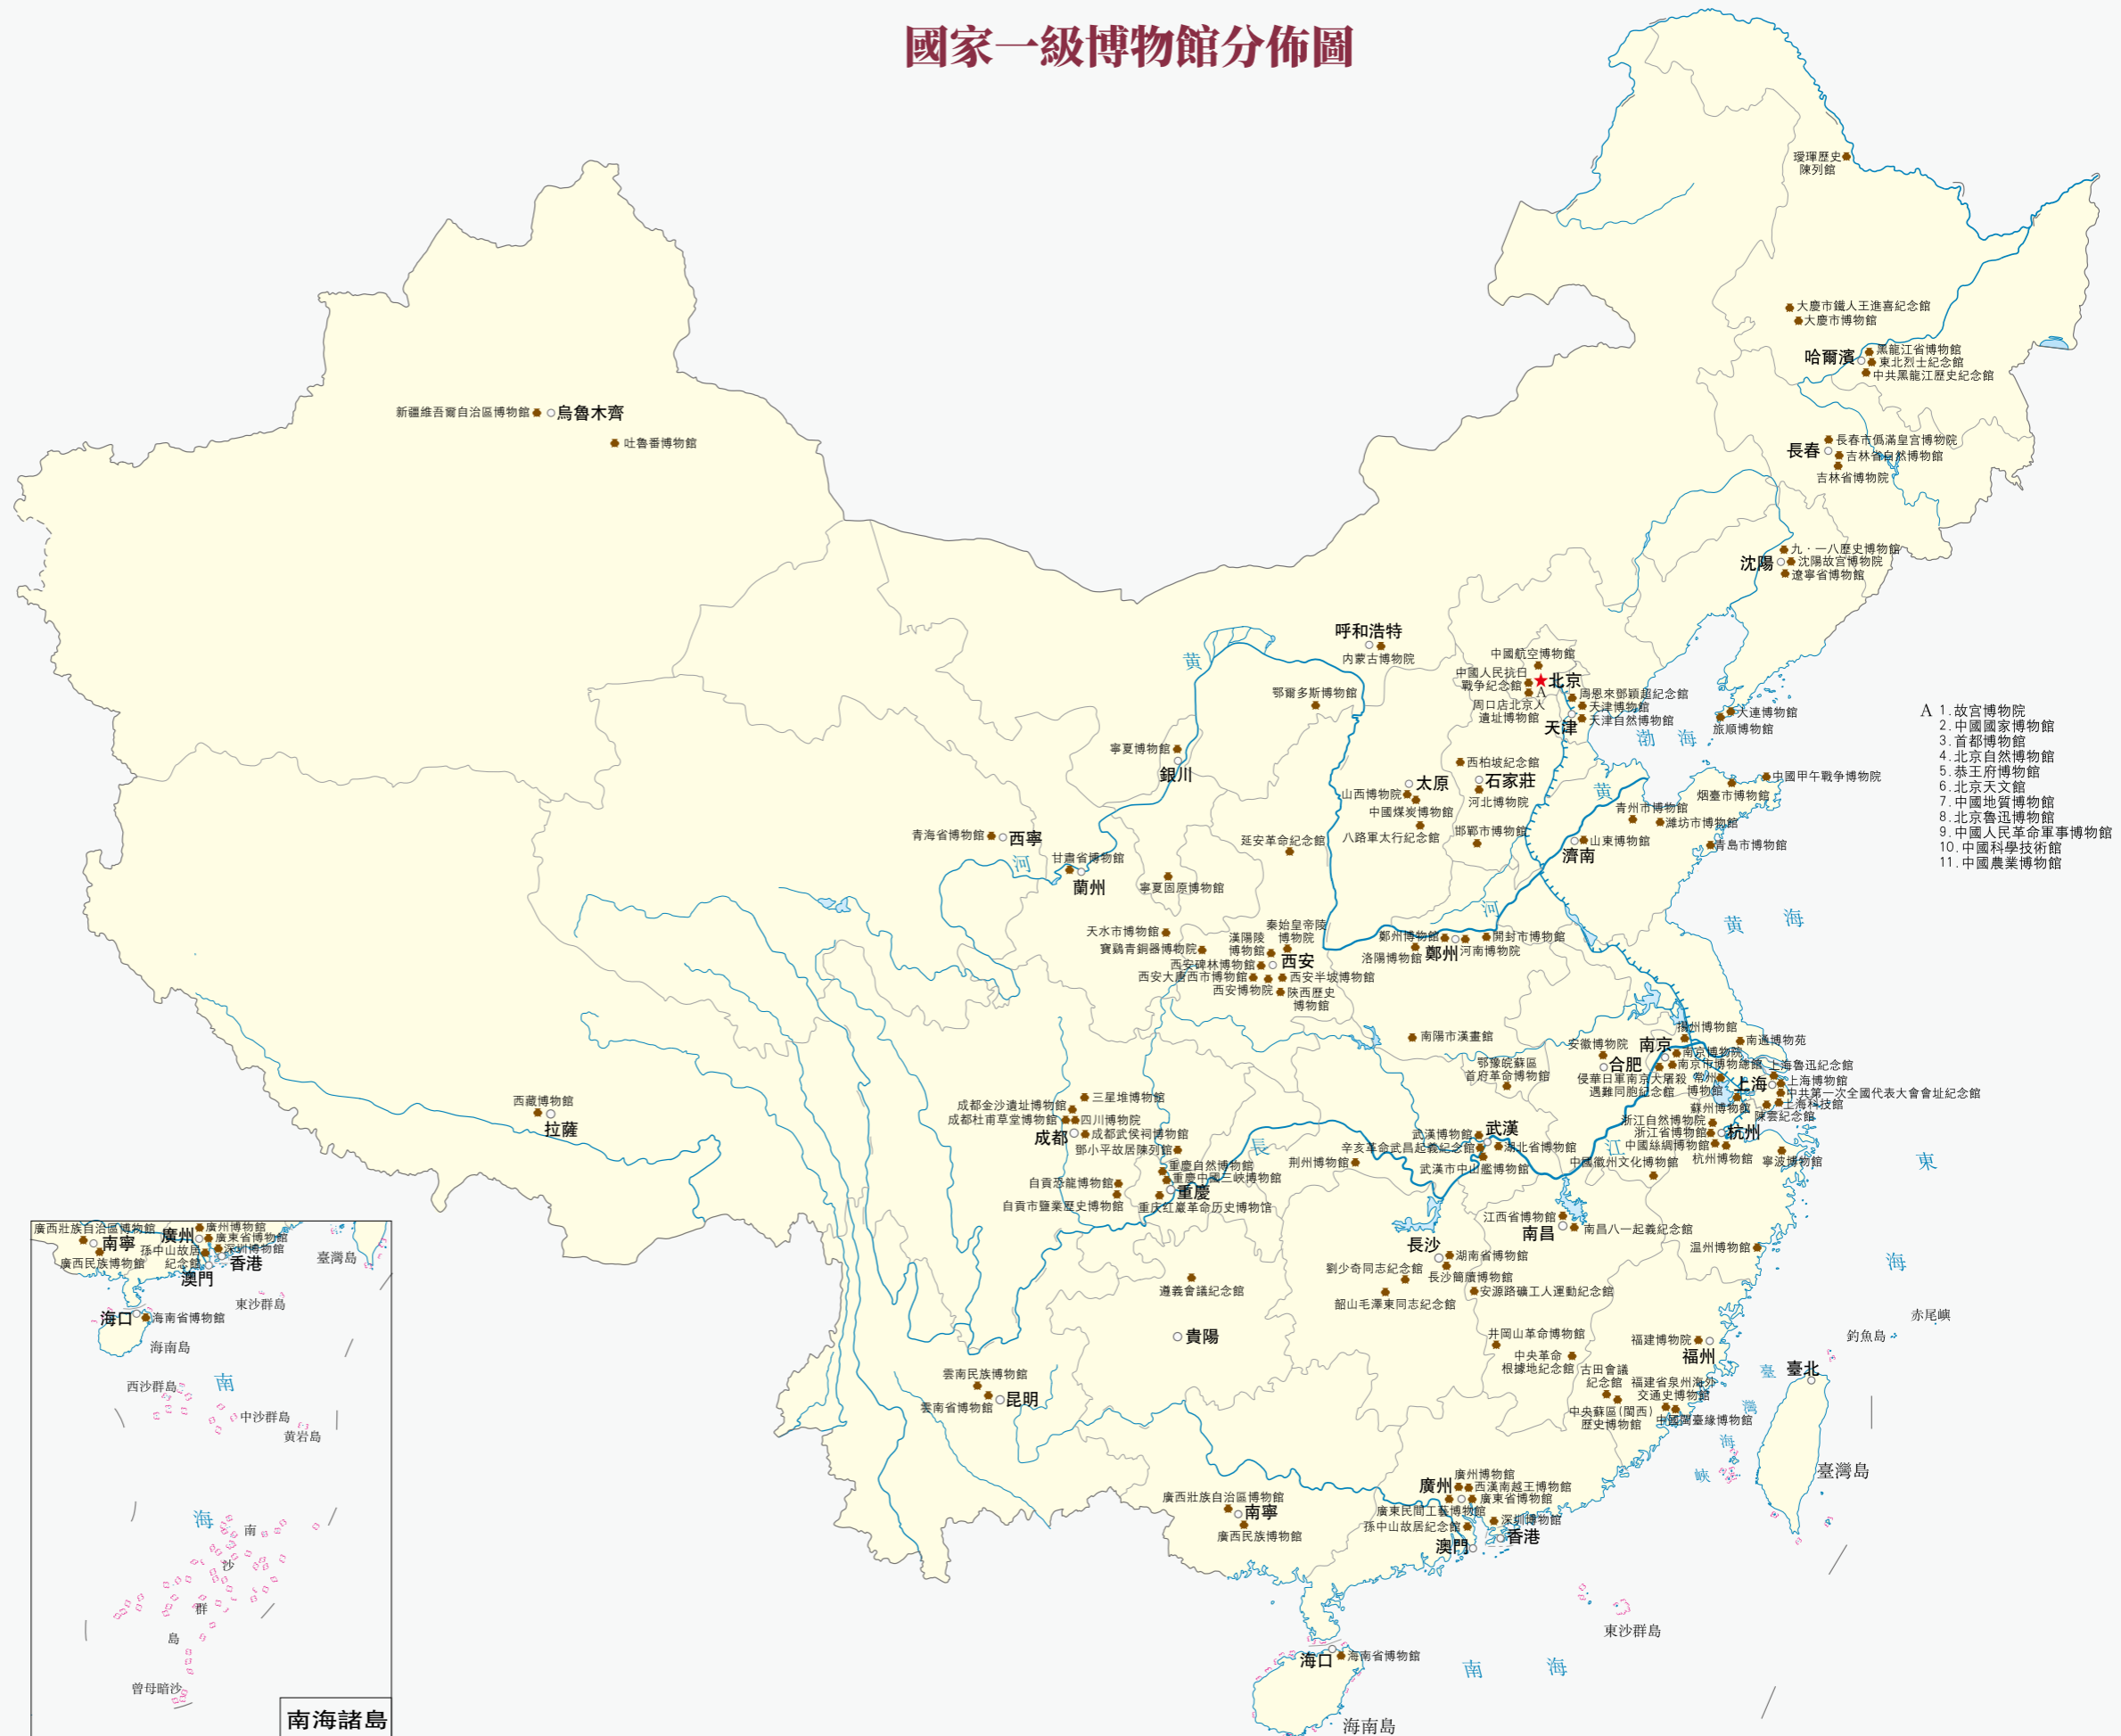 國家一級博物館分佈圖
璦琿歷史
陳列館
大慶市鐵人王進喜紀念館
大慶市博物館
哈爾濱
黑龍江省博物館
東北烈士紀念館
中共黑龍江歷史紀念館
新疆維吾爾自治區博物館
烏魯木齊
吐魯番博物館
長春市僞滿皇宫博物院
長春
吉林省自然博物館
吉林省博物院
九·一八歷史博物館
沈陽
沈陽故宫博物院
遼寧省博物館
呼和浩特
内蒙古博物院
中國航空博物館
中國人民抗日
戰争紀念館
北京
A
周口店北京人
遺址博物館
周恩來鄧穎超紀念館
天津博物館
天津自然博物館
天津
鄂爾多斯博物館
大連博物館
旅順博物館
渤海
A
1.故宫博物院
2.中國國家博物館
3.首都博物館
4.北京自然博物館
5.恭王府博物館
6.北京天文館
7.中國地質博物館
8.北京魯迅博物館
9.中國人民革命軍事博物館
10.中國科學技術館
11.中國農業博物館
寧夏博物館
銀川
西柏坡紀念館
太原
石家莊
山西博物院
河北博物院
中國煤炭博物館
八路軍太行紀念館
邯鄲市博物館
中國甲午戰争博物院
烟臺市博物館
青州市博物館
濰坊市博物館
山東博物館
濟南
青島市博物館
青海省博物館
西寧
甘肅省博物館
蘭州
延安革命紀念館
寧夏固原博物館
黄
河
黄
河
黄海
天水市博物館
寶鷄青銅器博物院
秦始皇帝陵
博物院
漢陽陵
博物館
西安碑林博物館
西安
西安大唐西市博物館
西安半坡博物館
西安博物院
陝西歷史
博物館
鄭州博物館
開封市博物館
洛陽博物館
鄭州
河南博物院
南陽市漢畫館
鄂豫皖蘇區
首府革命博物館
安徽博物院
合肥
揚州博物館
南京
南京博物院
南京市博物總館
侵華日軍南京大屠殺
遇難同胞紀念館
常州
博物館
南通博物苑
上海魯迅紀念館
上海
上海博物館
中共第一次全國代表大會會址紀念館
上海科技館
陳雲紀念館
蘇州博物館
浙江自然博物院
浙江省博物館
杭州
中國絲綢博物館
杭州博物館
寧波博物館
中國徽州文化博物館
西藏博物館
拉薩
三星堆博物館
成都金沙遺址博物館
成都杜甫草堂博物館
四川博物院
成都
成都武侯祠博物館
鄧小平故居陳列館
重慶自然博物館
重慶中國三峽博物館
重慶
重庆红巖革命历史博物馆
自貢恐龍博物館
自貢市鹽業歷史博物館
長
江
武漢博物館
武漢
辛亥革命武昌起義紀念館
湖北省博物館
武漢市中山艦博物館
荆州博物館
東
海
江西省博物館
南昌
南昌八一起義紀念館
温州博物館
長沙
湖南省博物館
長沙簡牘博物館
劉少奇同志紀念館
韶山毛澤東同志紀念館
安源路礦工人運動紀念館
遵義會議紀念館
貴陽
井岡山革命博物館
中央革命
根據地紀念館
古田會議
紀念館
中央蘇區(閩西)
歷史博物館
福建博物院
福州
福建省泉州海外
交通史博物館
中國閩臺緣博物館
赤尾嶼
釣魚島
臺北
臺
灣
海
峽
臺灣島
雲南民族博物館
雲南省博物館
昆明
廣西壯族自治區博物館
南寧
廣西民族博物館
廣州博物館
廣州
西漢南越王博物館
廣東省博物館
廣東民間工藝博物館
孫中山故居紀念館
深圳博物館
香港
澳門
東沙群島
海口
海南省博物館
南海
海南島
廣西壯族自治區博物館
南寧
廣西民族博物館
廣州
廣州博物館
廣東省博物館
孫中山故居
紀念館
深圳博物館
香港
澳門
臺灣島
東沙群島
海口
海南省博物館
海南島
西沙群島
南
中沙群島
黄岩島
海
南
沙
群
島
曾母暗沙
南海諸島